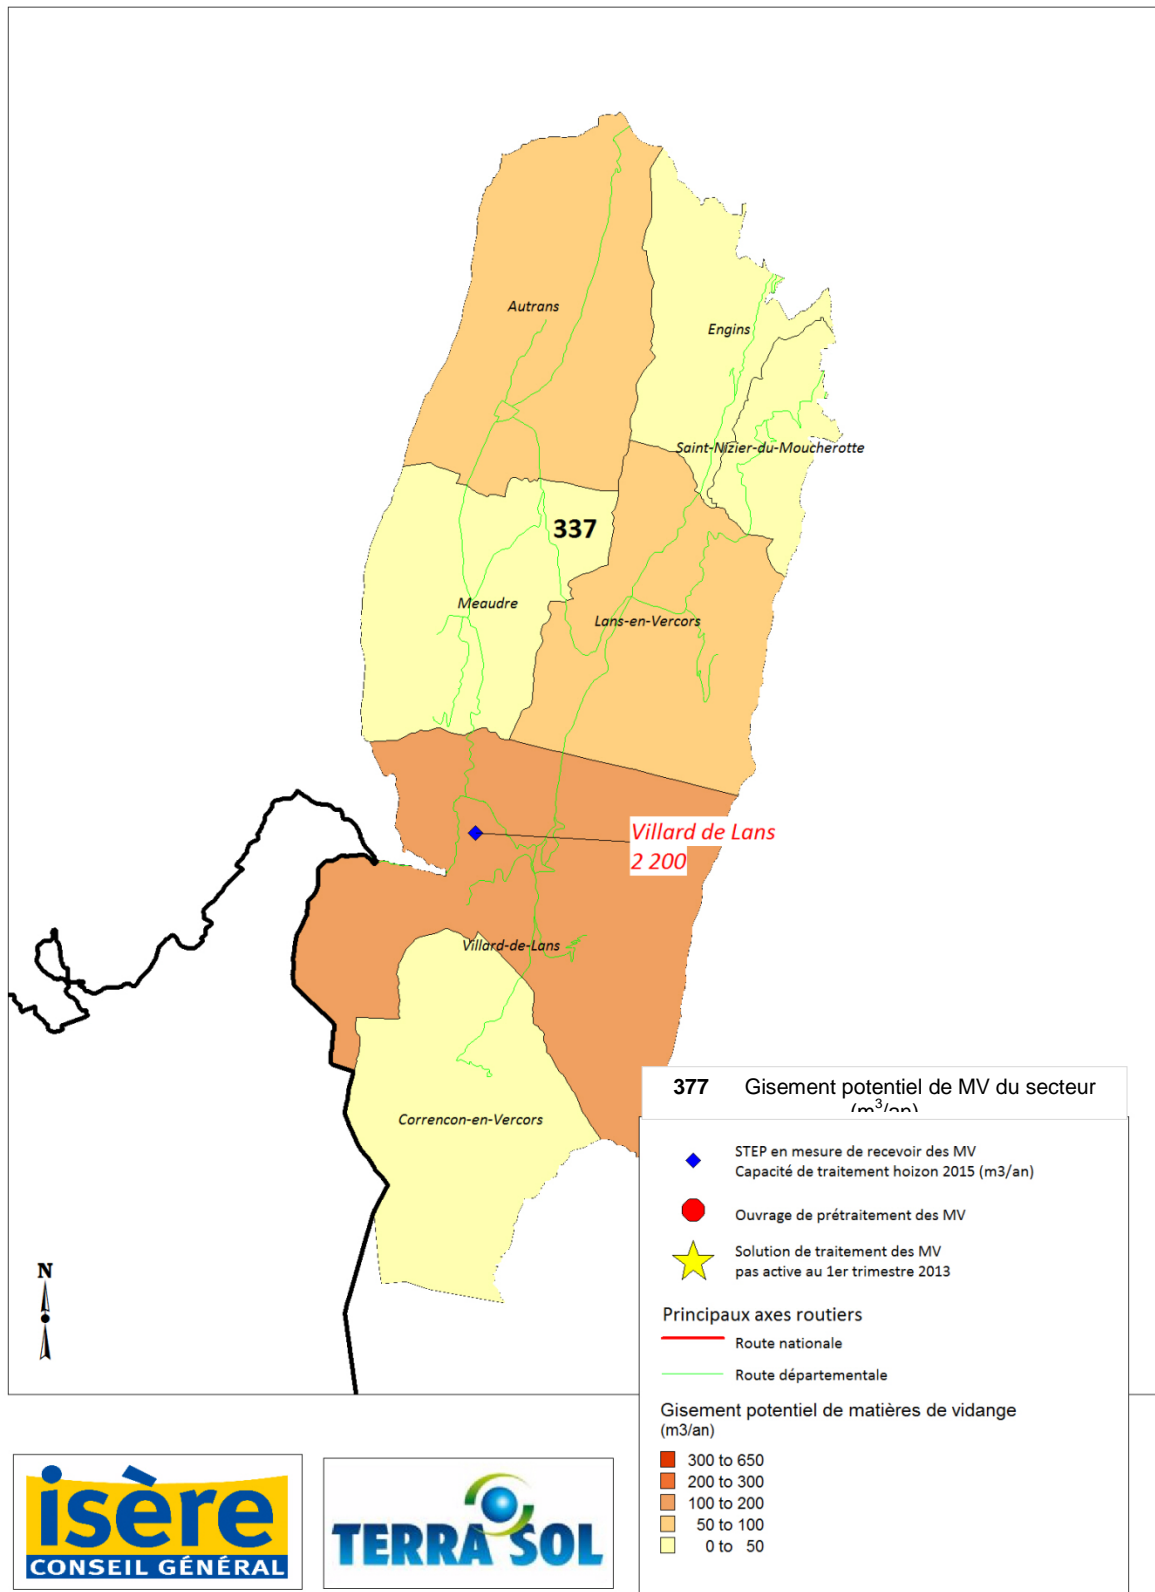 Autrans
Engins
Saint-Nizier-du-Moucherotte
337
Meaudre
Lans-en-Vercors
Villard de Lans
2 200
Villard-de-Lans
Correncon-en-Vercors
377 Gisement potentiel de MV du secteur
(m³/an)
STEP en mesure de recevoir des MV
Capacité de traitement hoizon 2015 (m3/an)
Ouvrage de prétraitement des MV
Solution de traitement des MV
pas active au 1er trimestre 2013
Principaux axes routiers
Route nationale
Route départementale
Gisement potentiel de matières de vidange
(m3/an)
300 to 650
200 to 300
100 to 200
50 to 100
0 to 50
N
isère
CONSEIL GÉNÉRAL
TERRA SOL